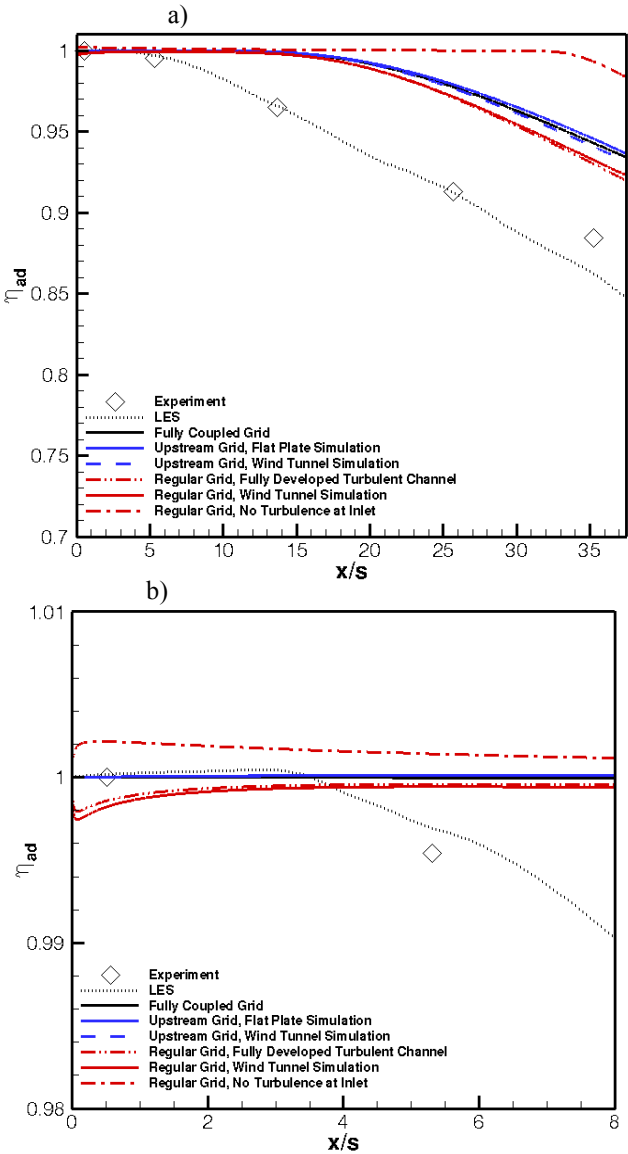 a)
1
0.95
0.9
0.85
0.8
0.75
0.7
ηad
0 5 10 15 20 25 30 35
x/s
Experiment
LES
Fully Coupled Grid
Upstream Grid, Flat Plate Simulation
Upstream Grid, Wind Tunnel Simulation
Regular Grid, Fully Developed Turbulent Channel
Regular Grid, Wind Tunnel Simulation
Regular Grid, No Turbulence at Inlet
b)
1.01
1
0.99
0.98
ηad
0 2 4 6 8
x/s
Experiment
LES
Fully Coupled Grid
Upstream Grid, Flat Plate Simulation
Upstream Grid, Wind Tunnel Simulation
Regular Grid, Fully Developed Turbulent Channel
Regular Grid, Wind Tunnel Simulation
Regular Grid, No Turbulence at Inlet